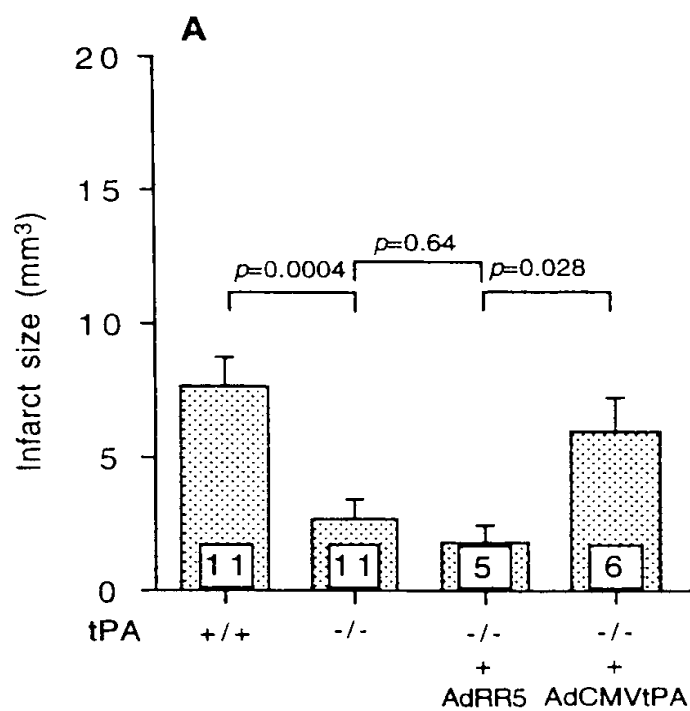 A
20
15
10
5
0
Infarct size (mm³)
p=0.0004
p=0.64
p=0.028
11 11 5 6
tPA +/+ -/- -/- -/-
+ +
AdRR5 AdCMVtPA